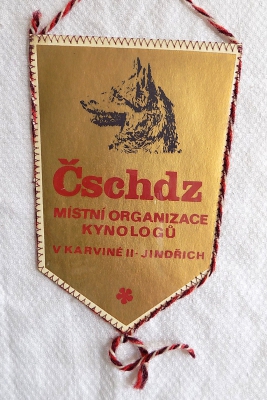 Čschdz
MÍSTNÍ ORGANIZACE
KYNOLOGŮ
V KARVINÉ II - JINDŘICH